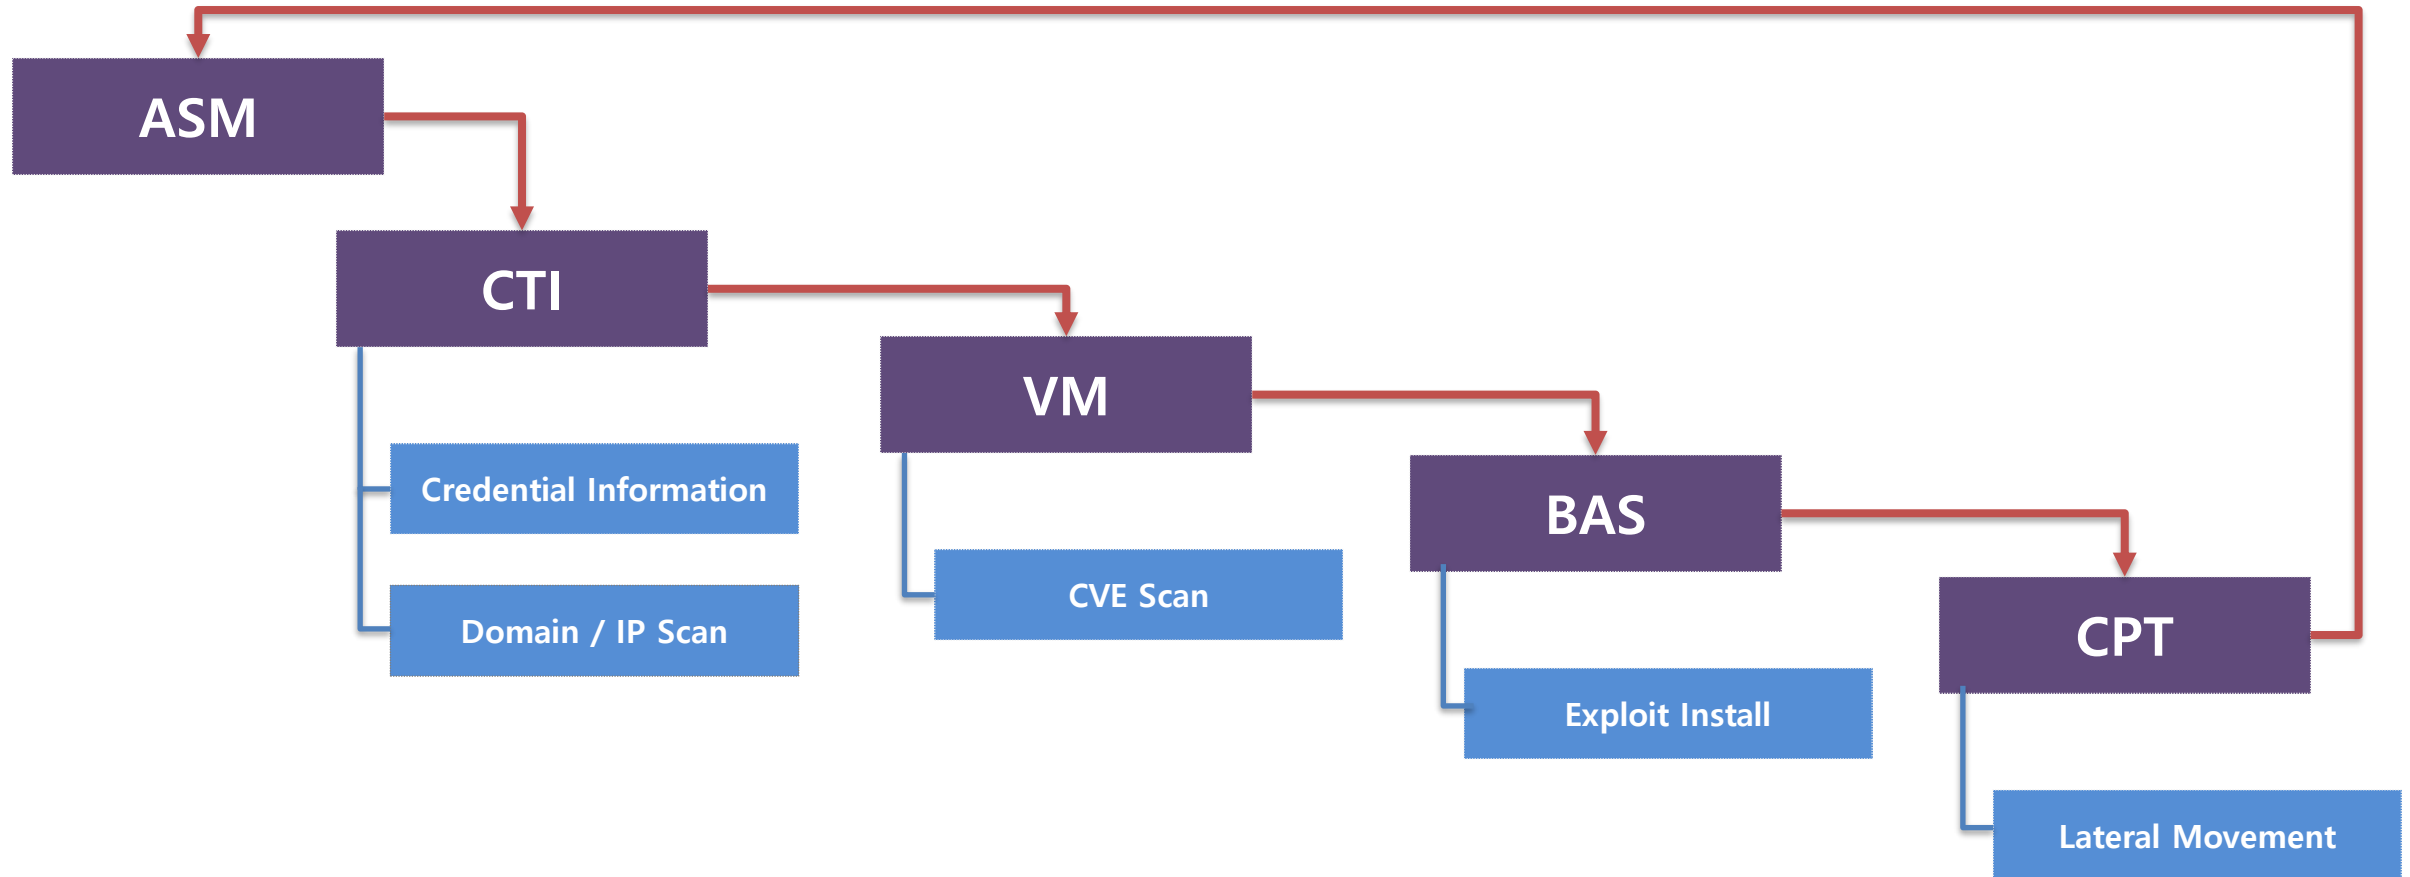 ASM
CTI
Credential Information
Domain / IP Scan
VM
CVE Scan
BAS
Exploit Install
CPT
Lateral Movement